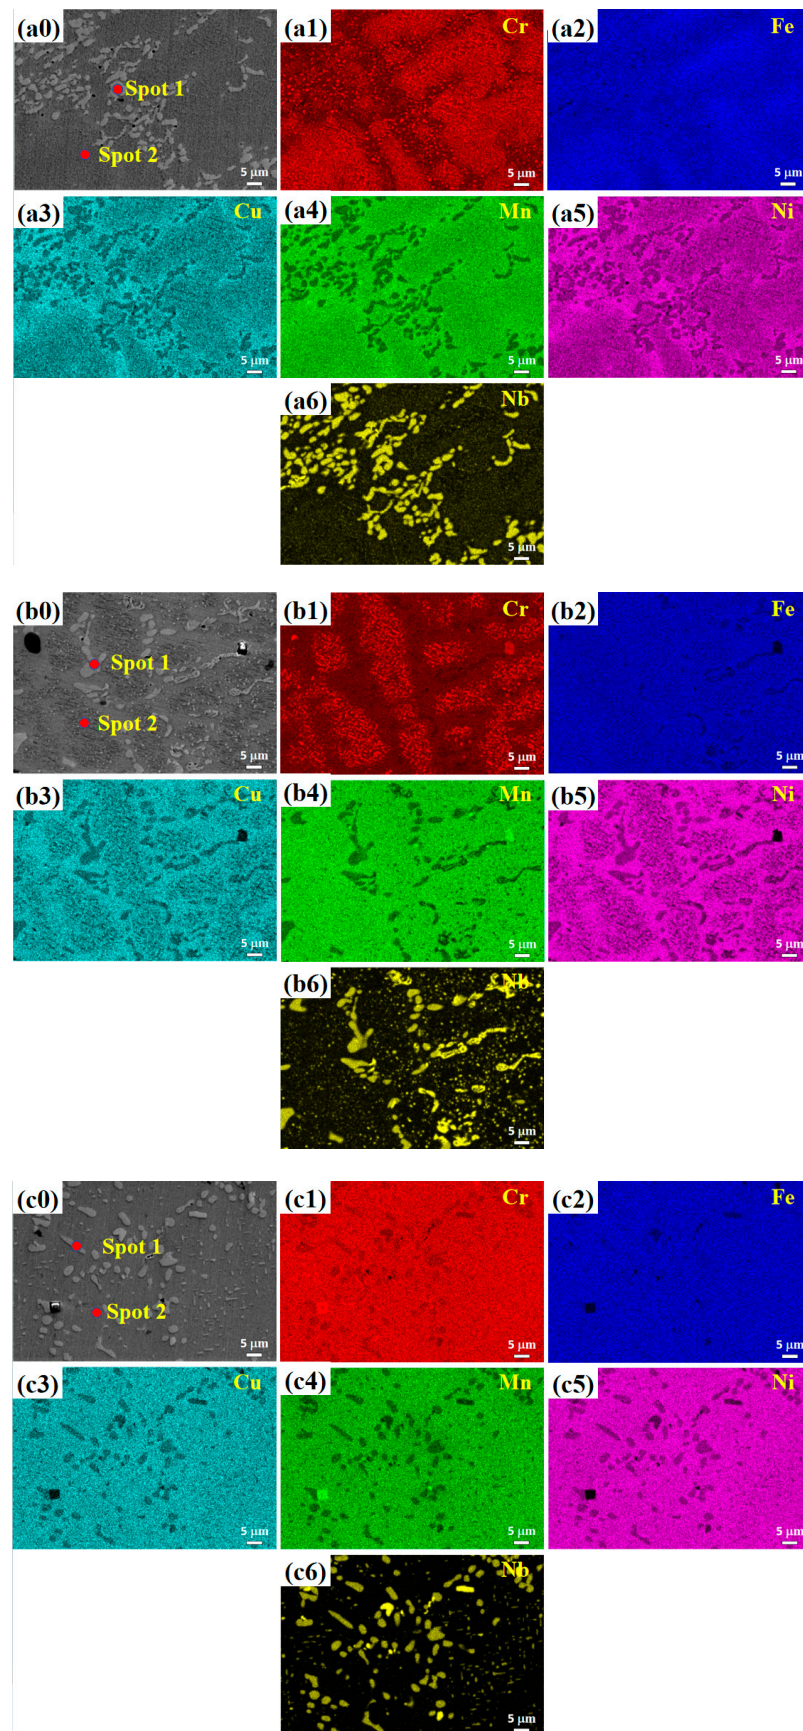 (a0) Spot 1 Spot 2 5 μm
(a1) Cr 5 μm
(a2) Fe 5 μm
(a3) Cu 5 μm
(a4) Mn 5 μm
(a5) Ni 5 μm
(a6) Nb 5 μm
(b0) Spot 1 Spot 2 5 μm
(b1) Cr 5 μm
(b2) Fe 5 μm
(b3) Cu 5 μm
(b4) Mn 5 μm
(b5) Ni 5 μm
(b6) Nb 5 μm
(c0) Spot 1 Spot 2 5 μm
(c1) Cr 5 μm
(c2) Fe 5 μm
(c3) Cu 5 μm
(c4) Mn 5 μm
(c5) Ni 5 μm
(c6) Nb 5 μm